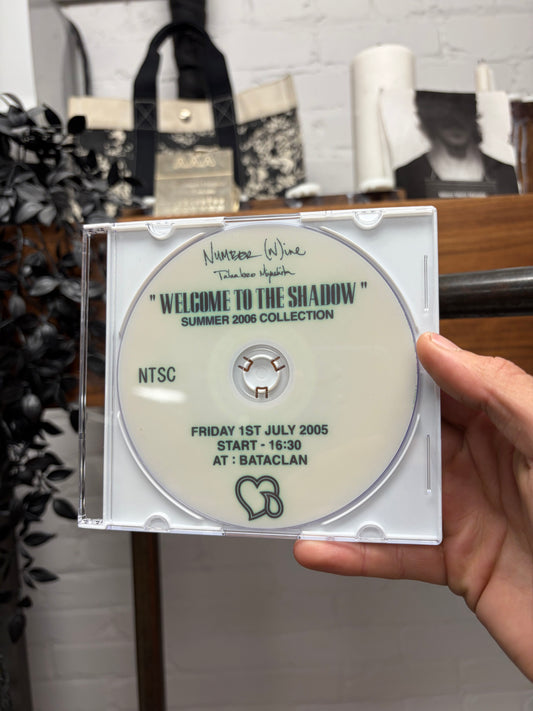 NUMBER (N)ine
Takahiro Miyashita
" WELCOME TO THE SHADOW "
SUMMER 2006 COLLECTION
NTSC
FRIDAY 1ST JULY 2005
START - 16:30
AT : BATACLAN